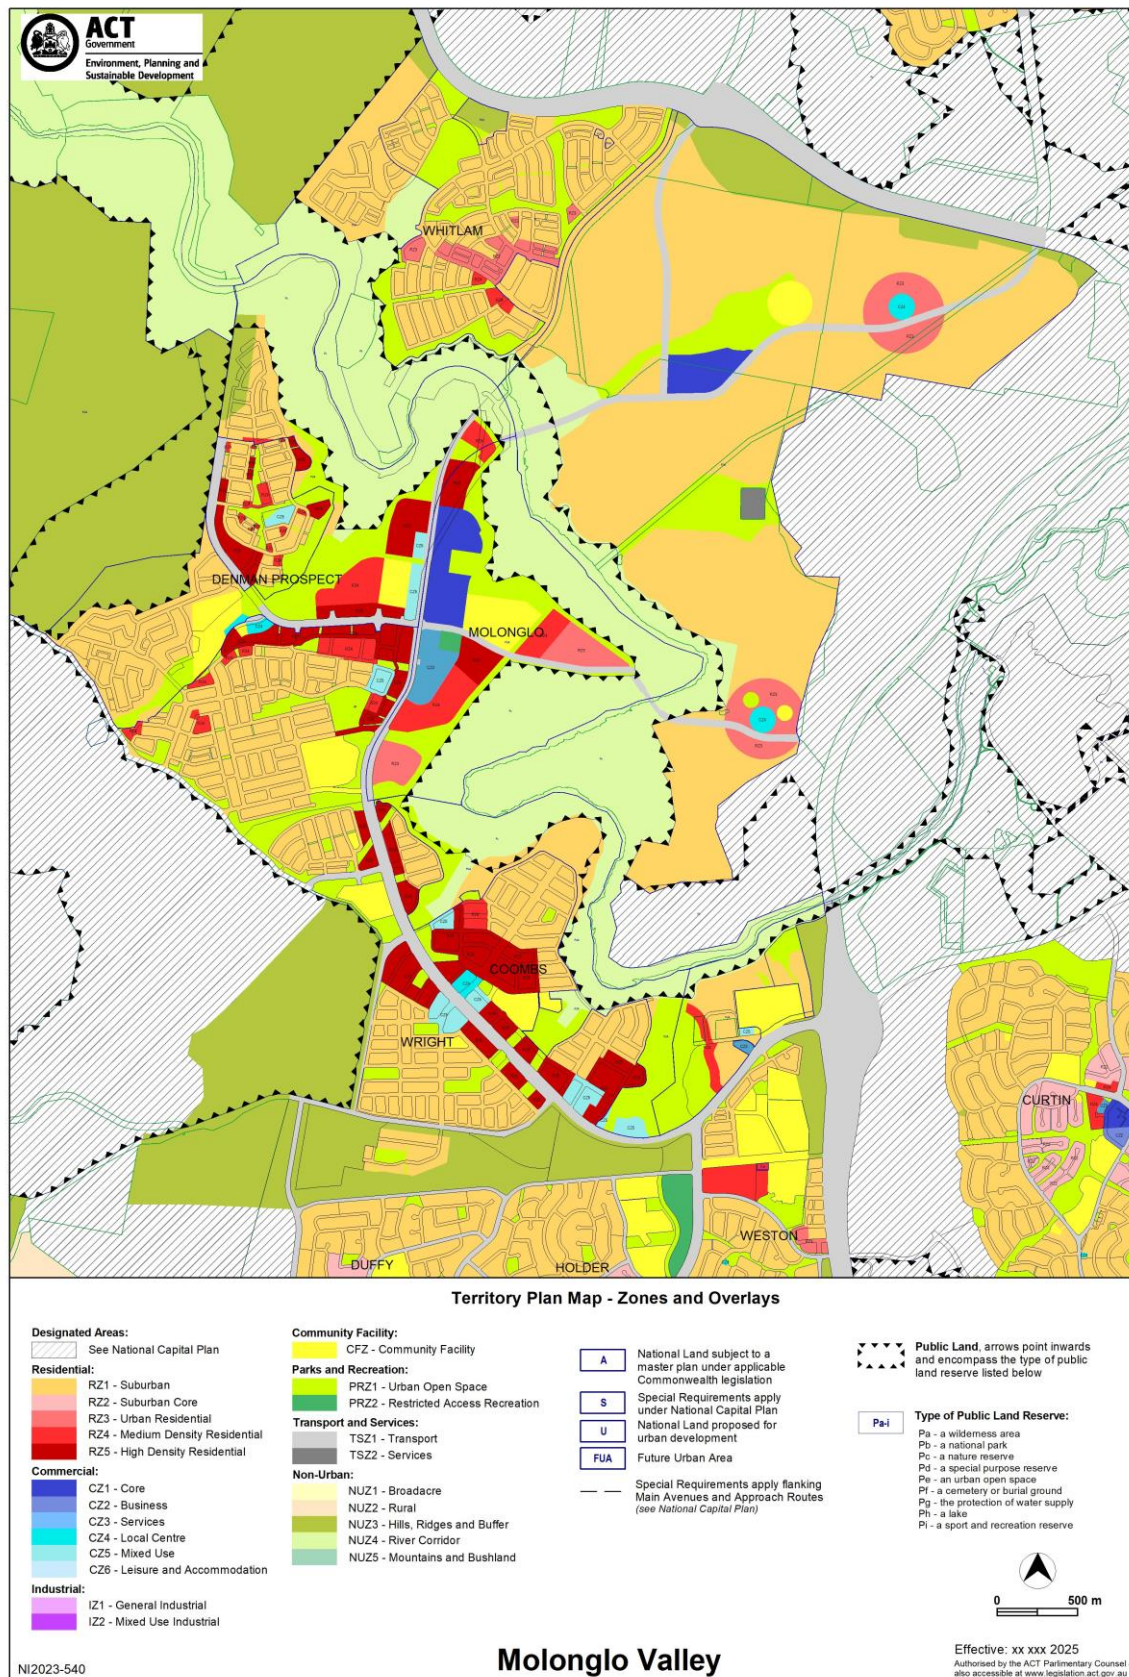 ACT
Government
Environment, Planning and
Sustainable Development
WHITLAM
DENMAN PROSPECT
MOLONGLO
COOMBS
WRIGHT
CURTIN
WESTON
DUFFY
HOLDER
Territory Plan Map - Zones and Overlays
Designated Areas:
See National Capital Plan
Residential:
RZ1 - Suburban
RZ2 - Suburban Core
RZ3 - Urban Residential
RZ4 - Medium Density Residential
RZ5 - High Density Residential
Commercial:
CZ1 - Core
CZ2 - Business
CZ3 - Services
CZ4 - Local Centre
CZ5 - Mixed Use
CZ6 - Leisure and Accommodation
Industrial:
IZ1 - General Industrial
IZ2 - Mixed Use Industrial
Community Facility:
CFZ - Community Facility
Parks and Recreation:
PRZ1 - Urban Open Space
PRZ2 - Restricted Access Recreation
Transport and Services:
TSZ1 - Transport
TSZ2 - Services
Non-Urban:
NUZ1 - Broadacre
NUZ2 - Rural
NUZ3 - Hills, Ridges and Buffer
NUZ4 - River Corridor
NUZ5 - Mountains and Bushland
A
National Land subject to a
master plan under applicable
Commonwealth legislation
S
Special Requirements apply
under National Capital Plan
U
National Land proposed for
urban development
FUA
Future Urban Area
Special Requirements apply flanking
Main Avenues and Approach Routes
(see National Capital Plan)
Public Land, arrows point inwards
and encompass the type of public
land reserve listed below
Pa-i
Type of Public Land Reserve:
Pa - a wilderness area
Pb - a national park
Pc - a nature reserve
Pd - a special purpose reserve
Pe - an urban open space
Pf - a cemetery or burial ground
Pg - the protection of water supply
Ph - a lake
Pi - a sport and recreation reserve
0 500 m
NI2023-540
Molonglo Valley
Effective: xx xxx 2025
Authorised by the ACT Parlimentary Counsel -
also accessible at www.legislation.act.gov.au